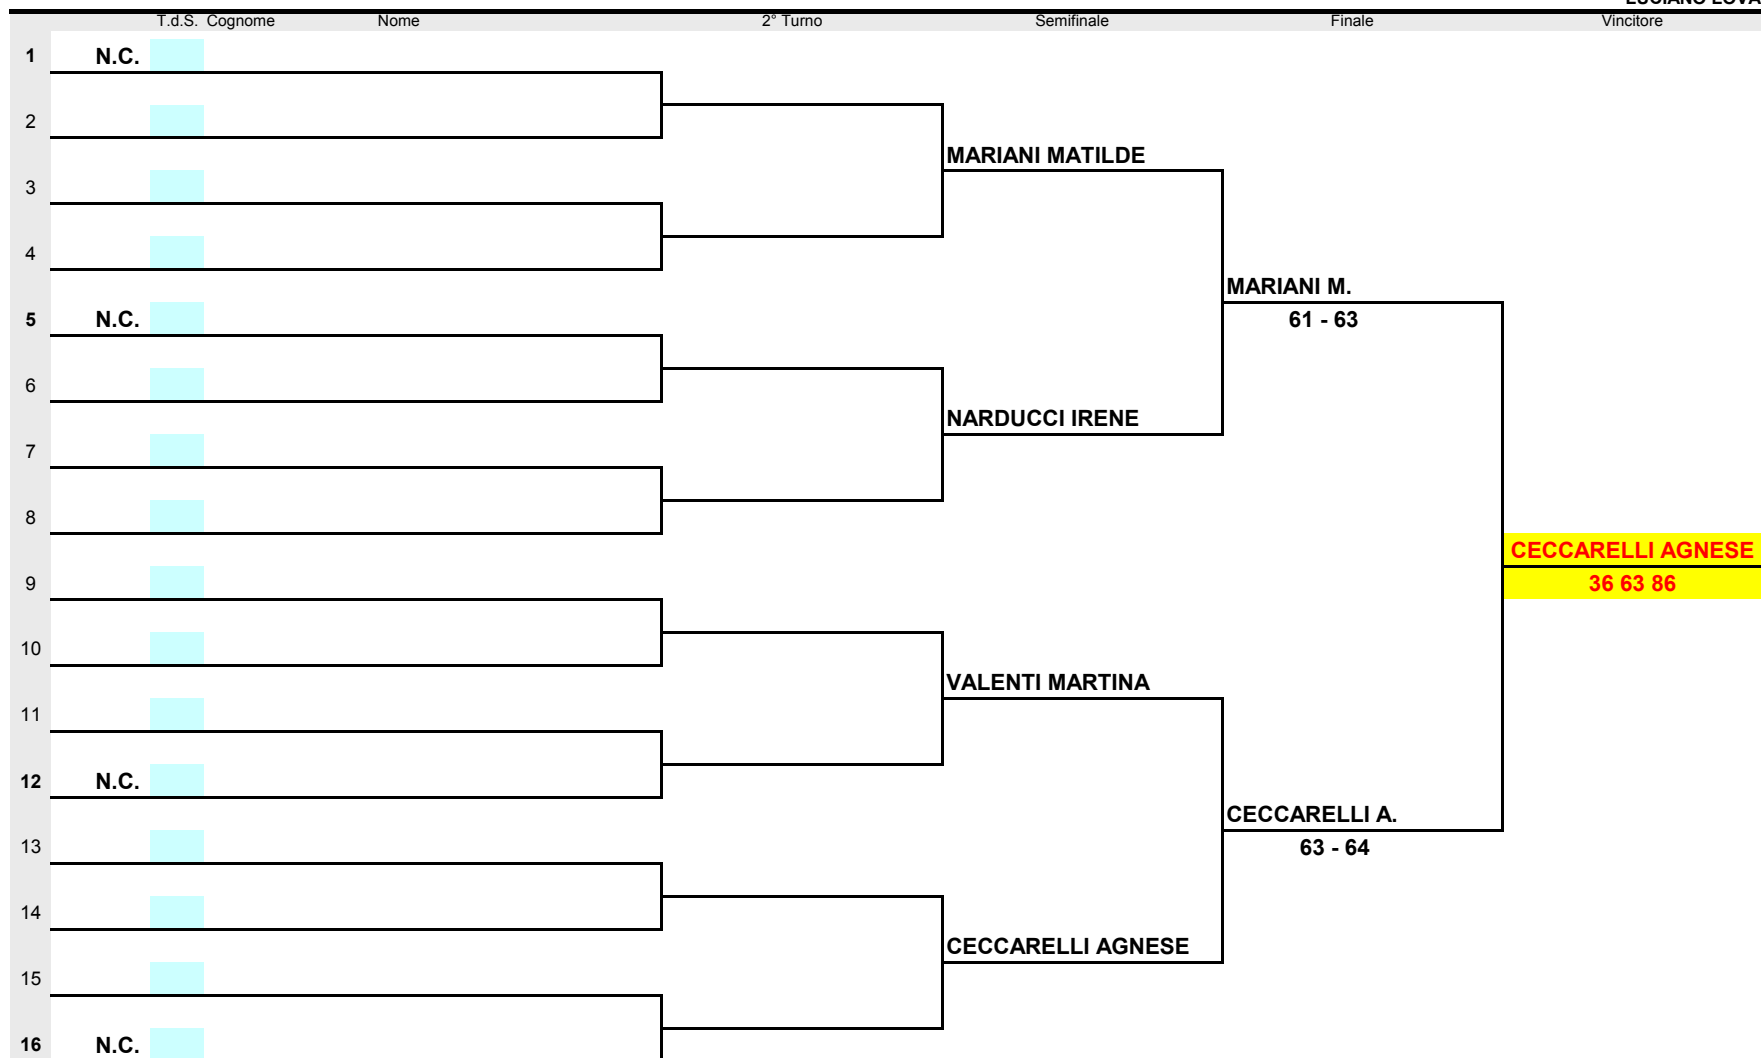 T.d.S. Cognome Nome 2° Turno Semifinale Finale Vincitore
1 N.C.
2
MARIANI MATILDE
3
4
MARIANI M.
5 N.C. 61 - 63
6
NARDUCCI IRENE
7
8
CECCARELLI AGNESE
9 36 63 86
10
VALENTI MARTINA
11
12 N.C.
CECCARELLI A.
13 63 - 64
14
CECCARELLI AGNESE
15
16 N.C.